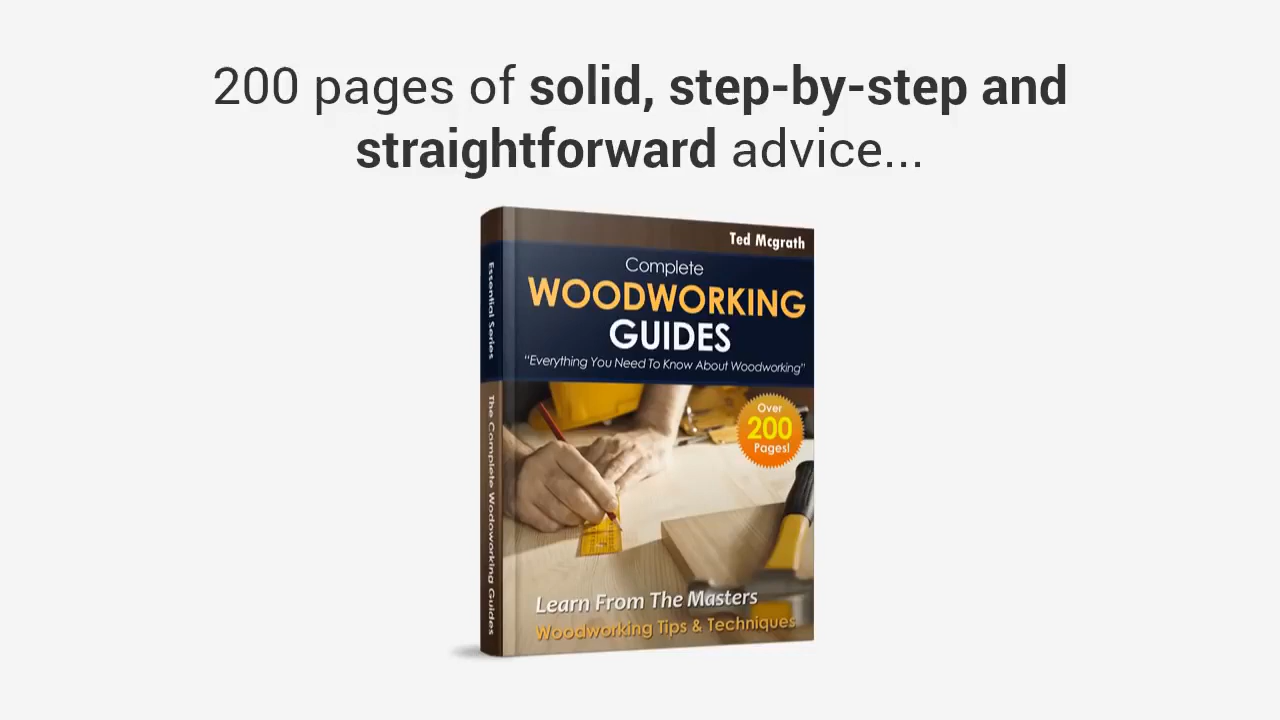 200 pages of solid, step-by-step and
straightforward advice...
Ted Mcgrath
Complete
WOODWORKING
GUIDES
"Everything You Need To Know About Woodworking"
Over
200
Pages!
Learn From The Masters
Woodworking Tips & Techniques
Essential Series
The Complete Wodoworking Guides